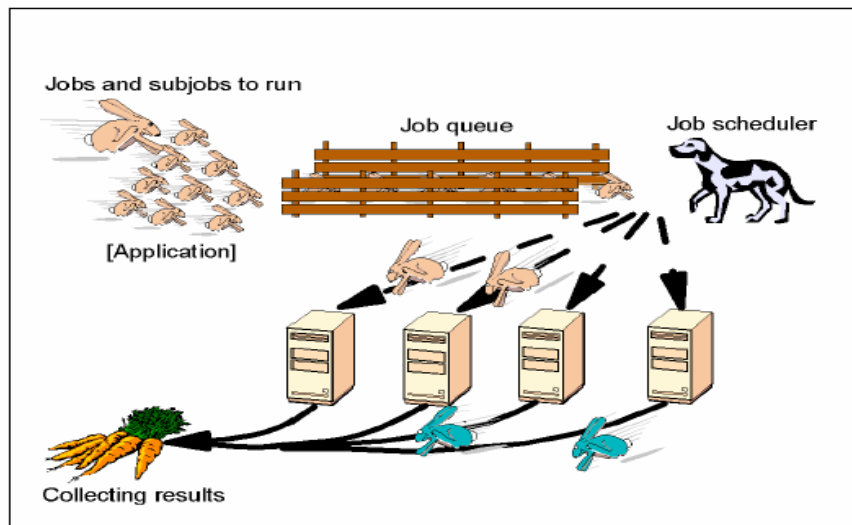 Jobs and subjobs to run
Job queue
Job scheduler
[Application]
Collecting results